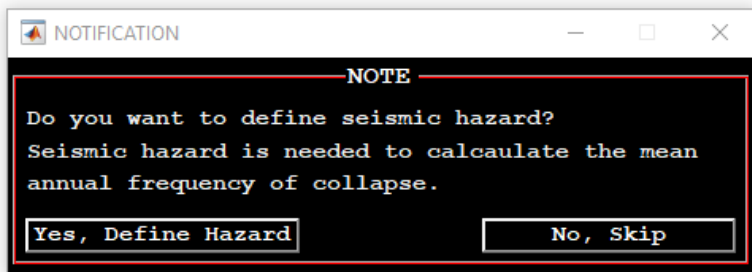 NOTIFICATION
NOTE
Do you want to define seismic hazard?
Seismic hazard is needed to calcaulate the mean
annual frequency of collapse.
Yes, Define Hazard
No, Skip